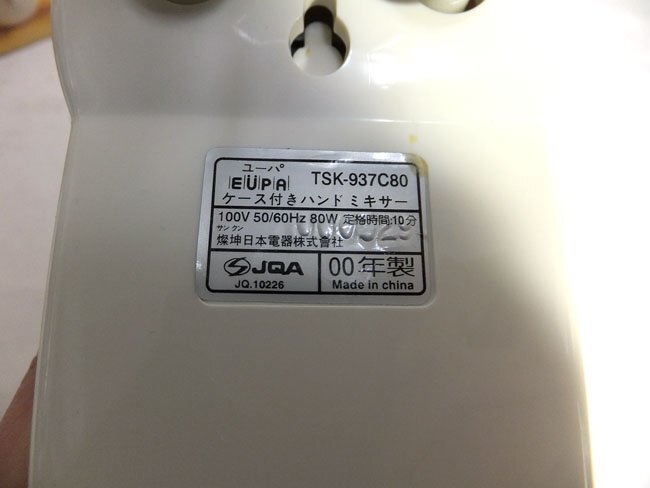 ユーパ
EUPA TSK-937C80
ケース付きハンドミキサー
100V 50/60Hz 80W 定格時間:10分
サンクン
燦坤日本電器株式會社
JQA 00年製
JQ.10226 Made in china